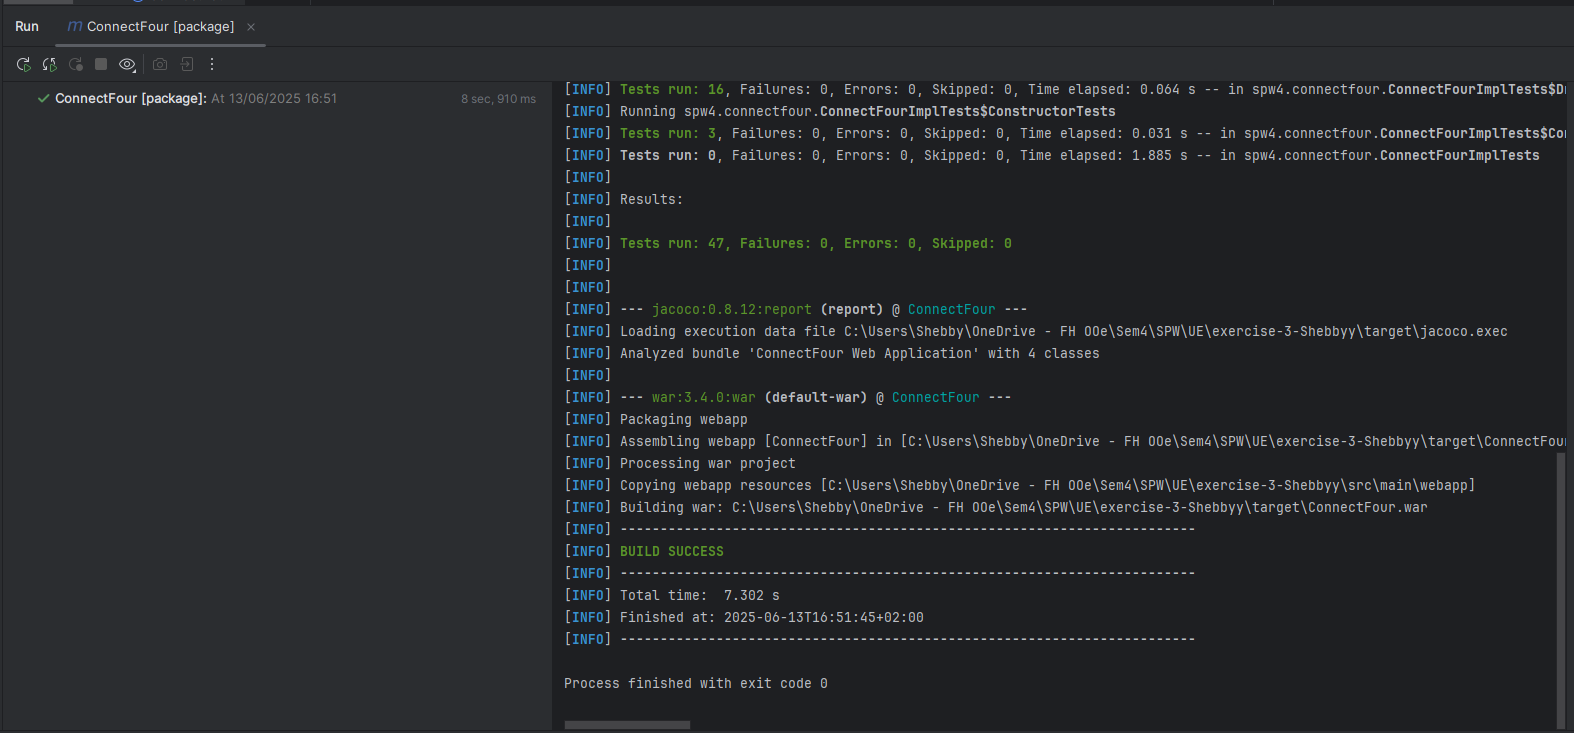 Run
ConnectFour [package]
ConnectFour [package]: At 13/06/2025 16:51 8 sec, 910 ms
[INFO] Tests run: 16, Failures: 0, Errors: 0, Skipped: 0, Time elapsed: 0.064 s -- in spw4.connectfour.ConnectFourImplTests$D
[INFO] Running spw4.connectfour.ConnectFourImplTests$ConstructorTests
[INFO] Tests run: 3, Failures: 0, Errors: 0, Skipped: 0, Time elapsed: 0.031 s -- in spw4.connectfour.ConnectFourImplTests$Co
[INFO] Tests run: 0, Failures: 0, Errors: 0, Skipped: 0, Time elapsed: 1.885 s -- in spw4.connectfour.ConnectFourImplTests
[INFO]
[INFO] Results:
[INFO]
[INFO] Tests run: 47, Failures: 0, Errors: 0, Skipped: 0
[INFO]
[INFO]
[INFO] --- jacoco:0.8.12:report (report) @ ConnectFour ---
[INFO] Loading execution data file C:\Users\Shebby\OneDrive - FH OOe\Sem4\SPW\UE\exercise-3-Shebbyy\target\jacoco.exec
[INFO] Analyzed bundle 'ConnectFour Web Application' with 4 classes
[INFO]
[INFO] --- war:3.4.0:war (default-war) @ ConnectFour ---
[INFO] Packaging webapp
[INFO] Assembling webapp [ConnectFour] in [C:\Users\Shebby\OneDrive - FH OOe\Sem4\SPW\UE\exercise-3-Shebbyy\target\ConnectFou
[INFO] Processing war project
[INFO] Copying webapp resources [C:\Users\Shebby\OneDrive - FH OOe\Sem4\SPW\UE\exercise-3-Shebbyy\src\main\webapp]
[INFO] Building war: C:\Users\Shebby\OneDrive - FH OOe\Sem4\SPW\UE\exercise-3-Shebbyy\target\ConnectFour.war
[INFO] ------------------------------------------------------------------------
[INFO] BUILD SUCCESS
[INFO] ------------------------------------------------------------------------
[INFO] Total time:  7.302 s
[INFO] Finished at: 2025-06-13T16:51:45+02:00
[INFO] ------------------------------------------------------------------------
Process finished with exit code 0